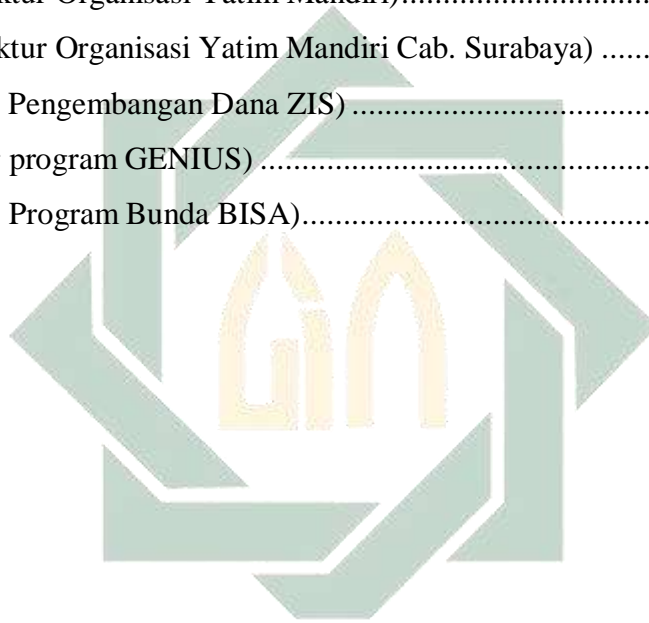 ktur Organisasi Yatim Mandiri)......................................
ktur Organisasi Yatim Mandiri Cab. Surabaya) ......
Pengembangan Dana ZIS) ......................................
program GENIUS) ..................................................
Program Bunda BISA)............................................